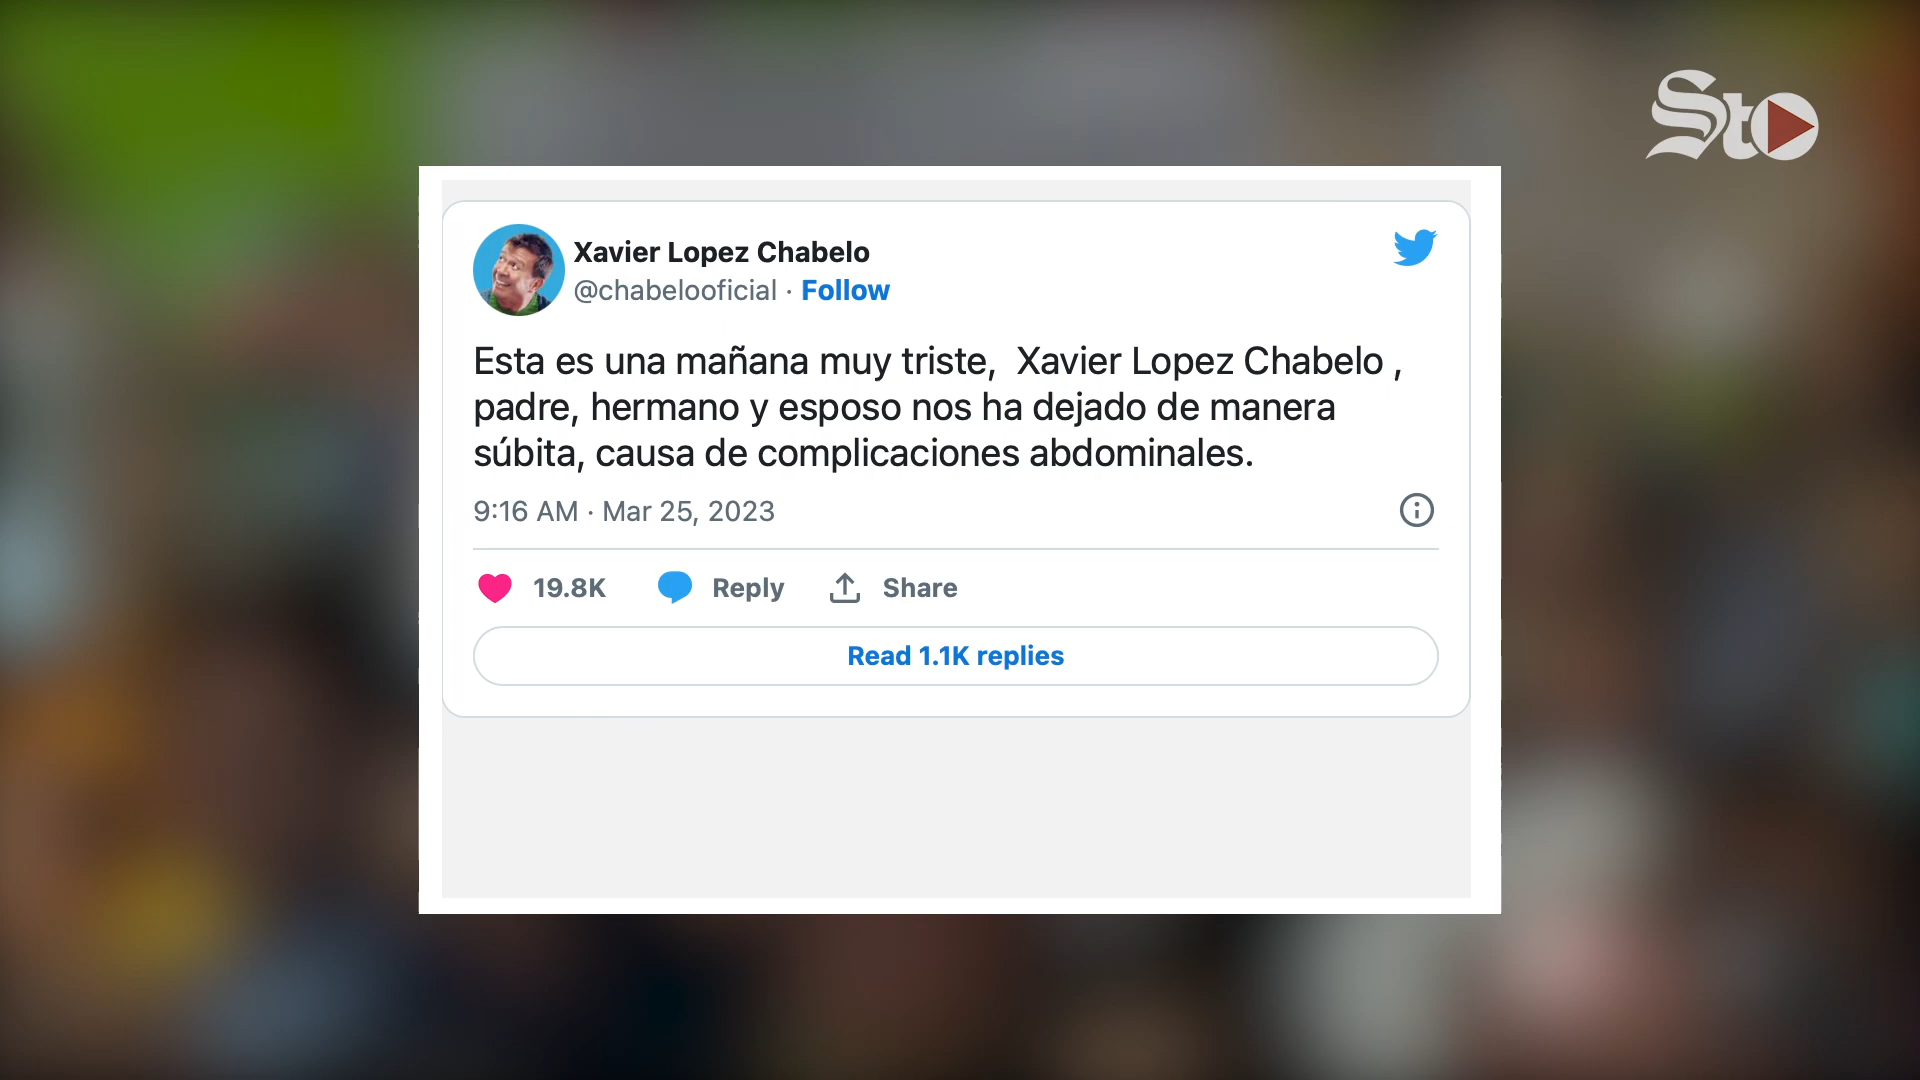 Sto
Xavier Lopez Chabelo
@chabelooficial · Follow
Esta es una mañana muy triste,  Xavier Lopez Chabelo ,
padre, hermano y esposo nos ha dejado de manera
súbita, causa de complicaciones abdominales.
9:16 AM · Mar 25, 2023
19.8K Reply Share
Read 1.1K replies